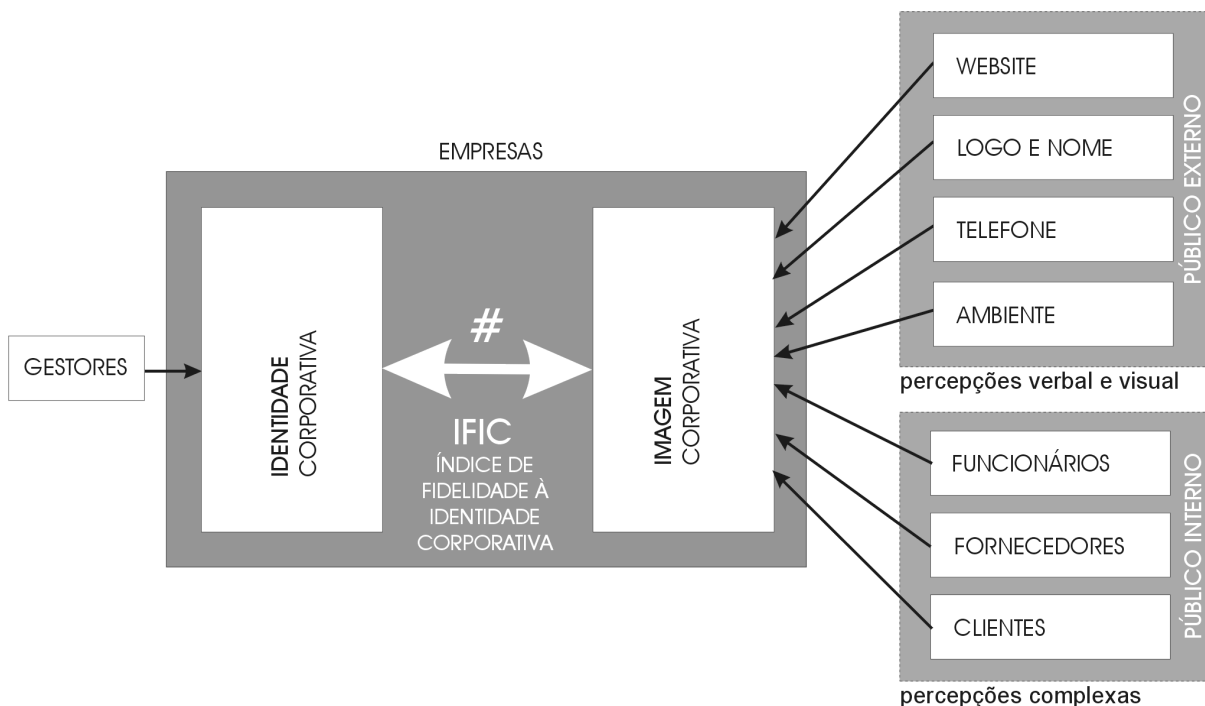 EMPRESAS
GESTORES
IDENTIDADE
CORPORATIVA
#
IFIC
ÍNDICE DE
FIDELIDADE À
IDENTIDADE
CORPORATIVA
IMAGEM
CORPORATIVA
WEBSITE
LOGO E NOME
TELEFONE
AMBIENTE
PÚBLICO EXTERNO
percepções verbal e visual
FUNCIONÁRIOS
FORNECEDORES
CLIENTES
PÚBLICO INTERNO
percepções complexas